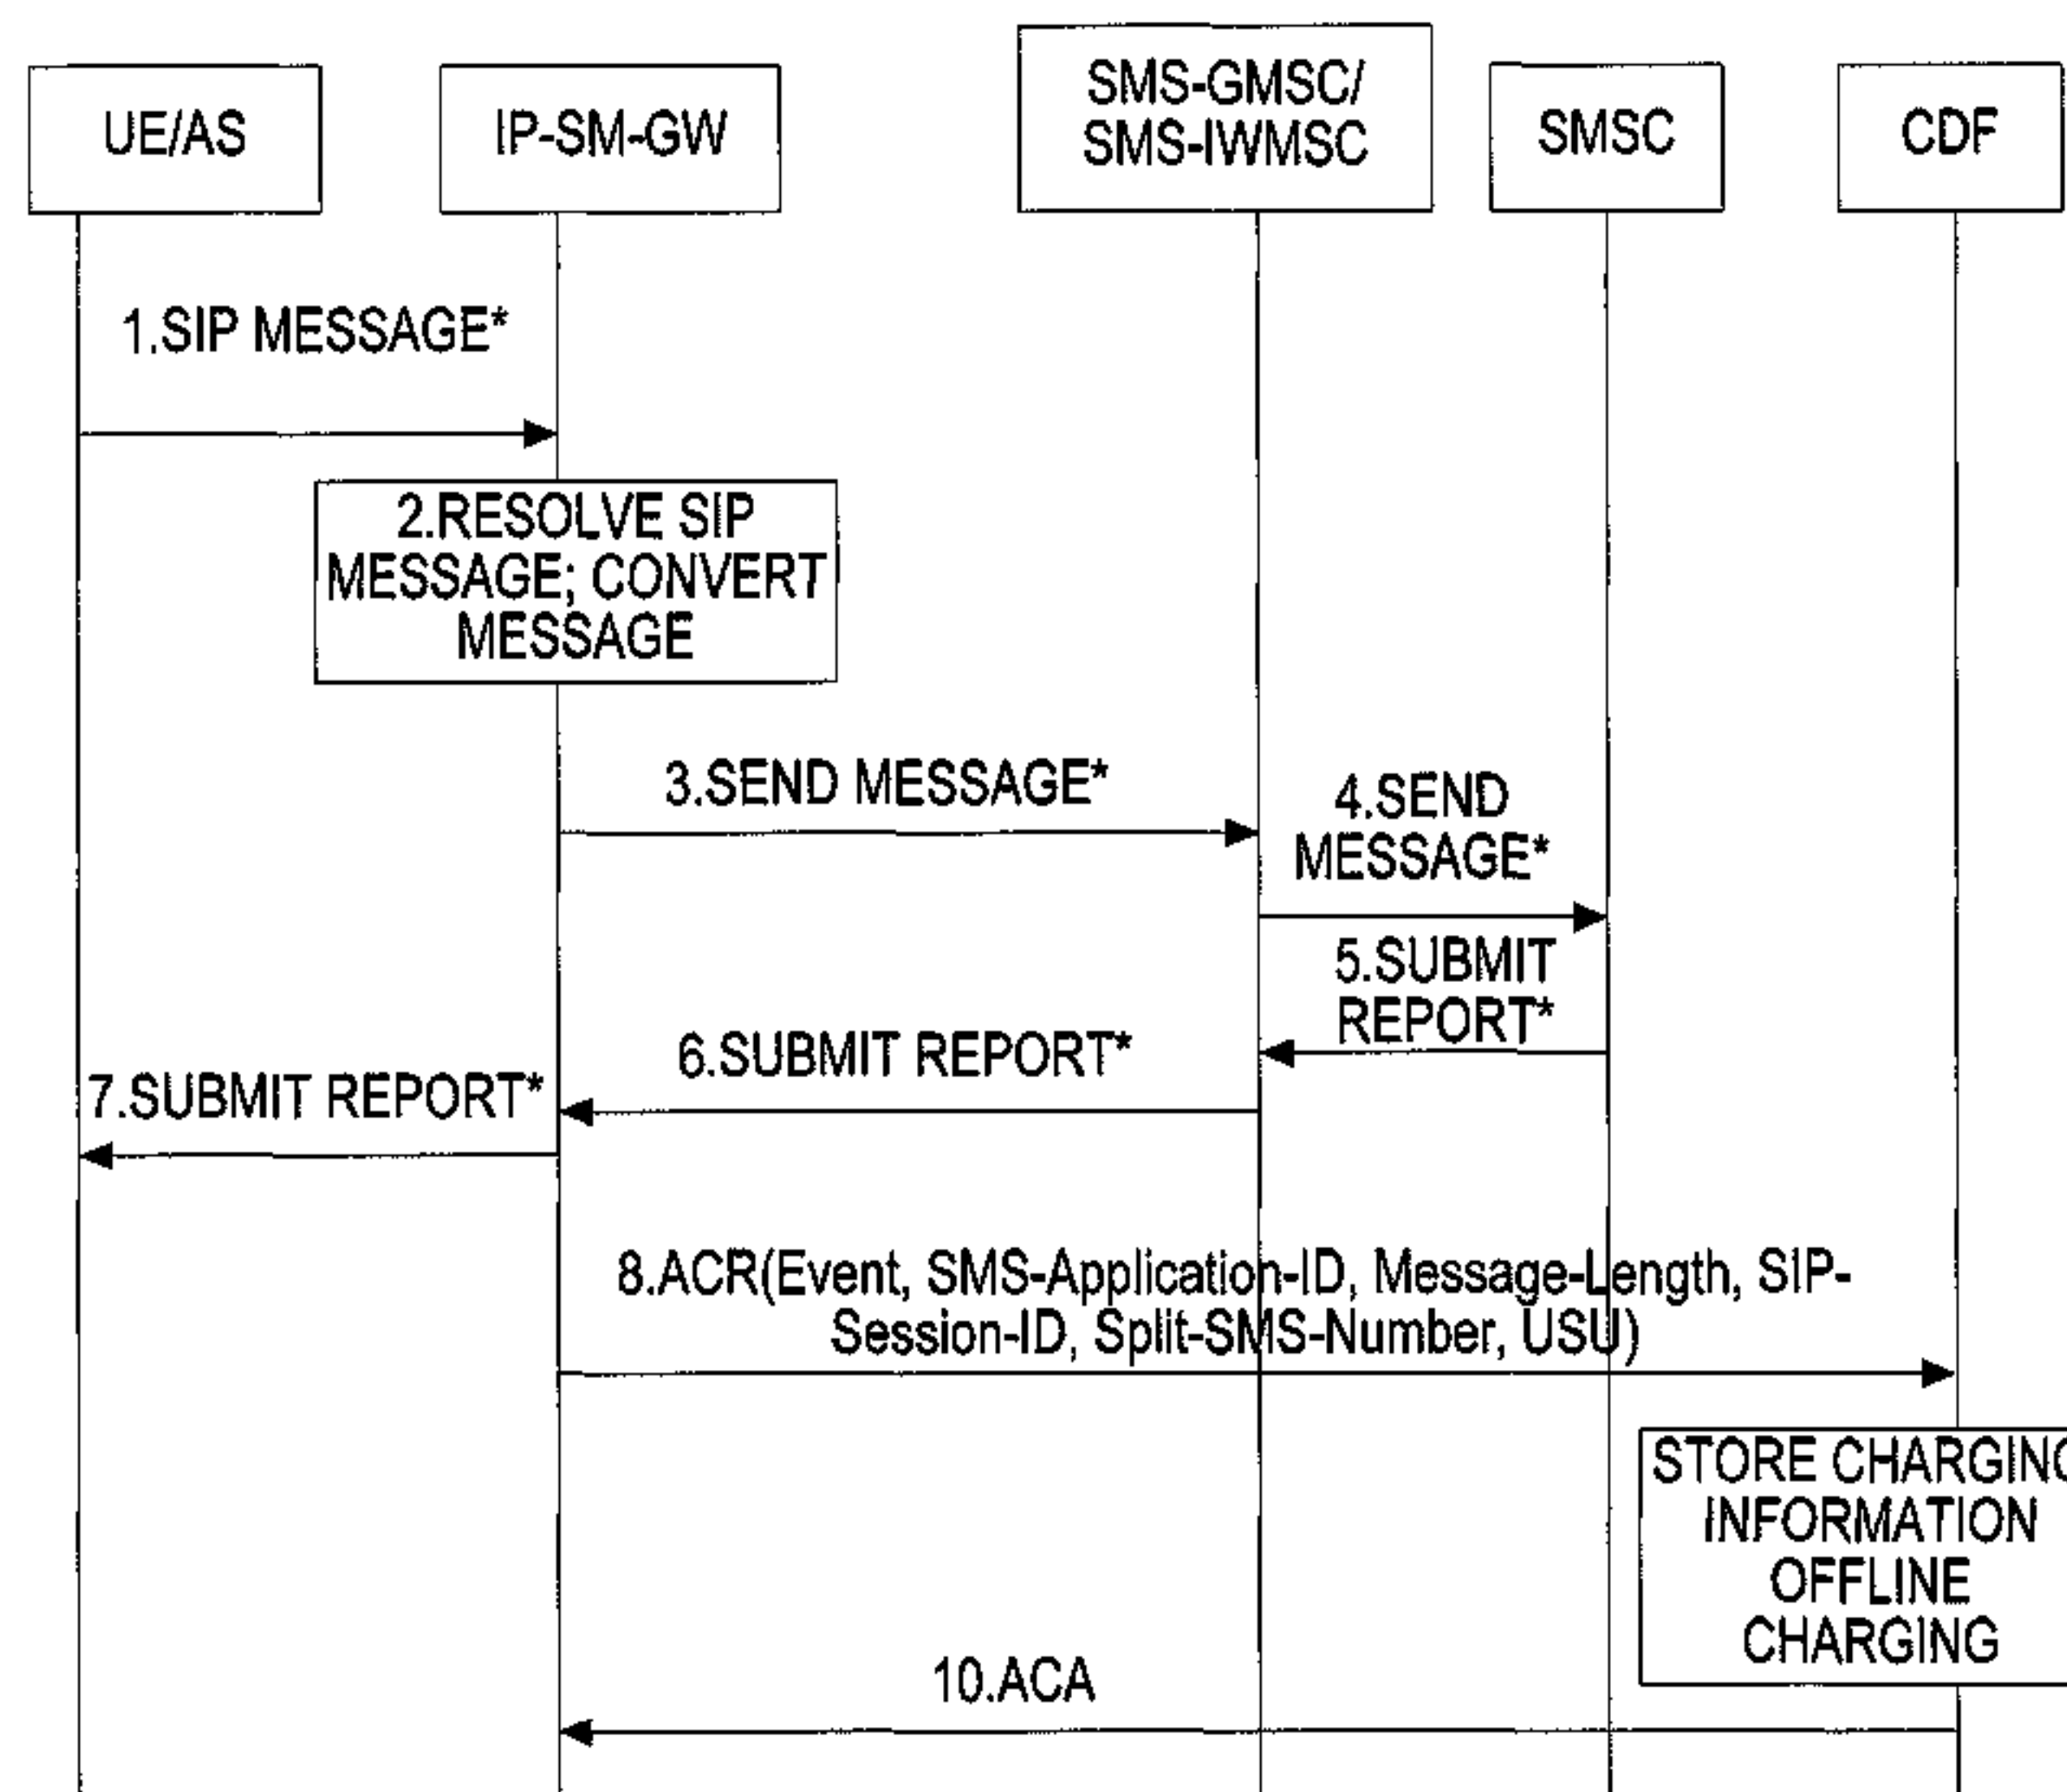 UE/AS
IP-SM-GW
SMS-GMSC/
SMS-IWMSC
SMSC
CDF
1.SIP MESSAGE*
2.RESOLVE SIP
MESSAGE; CONVERT
MESSAGE
3.SEND MESSAGE*
4.SEND
MESSAGE*
5.SUBMIT
REPORT*
6.SUBMIT REPORT*
7.SUBMIT REPORT*
8.ACR(Event, SMS-Application-ID, Message-Length, SIP-
Session-ID, Split-SMS-Number, USU)
STORE CHARGING
INFORMATION
OFFLINE
CHARGING
10.ACA